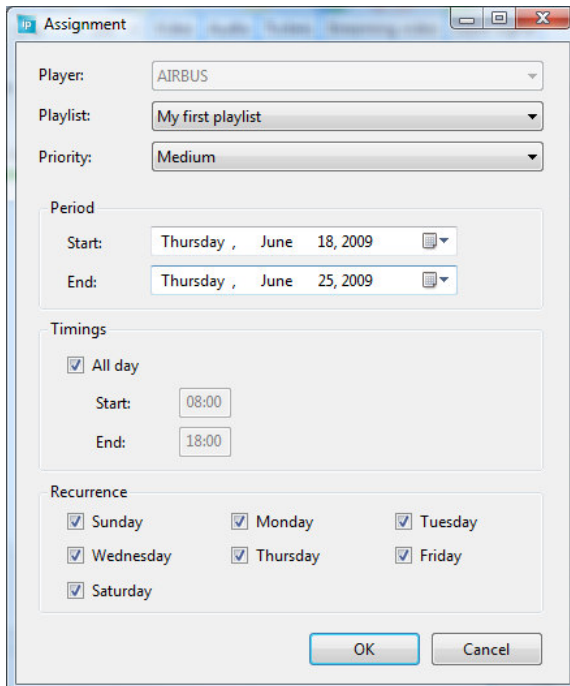 ip Assignment
Player: AIRBUS
Playlist: My first playlist
Priority: Medium
Period
Start: Thursday , June 18, 2009
End: Thursday , June 25, 2009
Timings
All day
Start: 08:00
End: 18:00
Recurrence
Sunday Monday Tuesday
Wednesday Thursday Friday
Saturday
OK Cancel